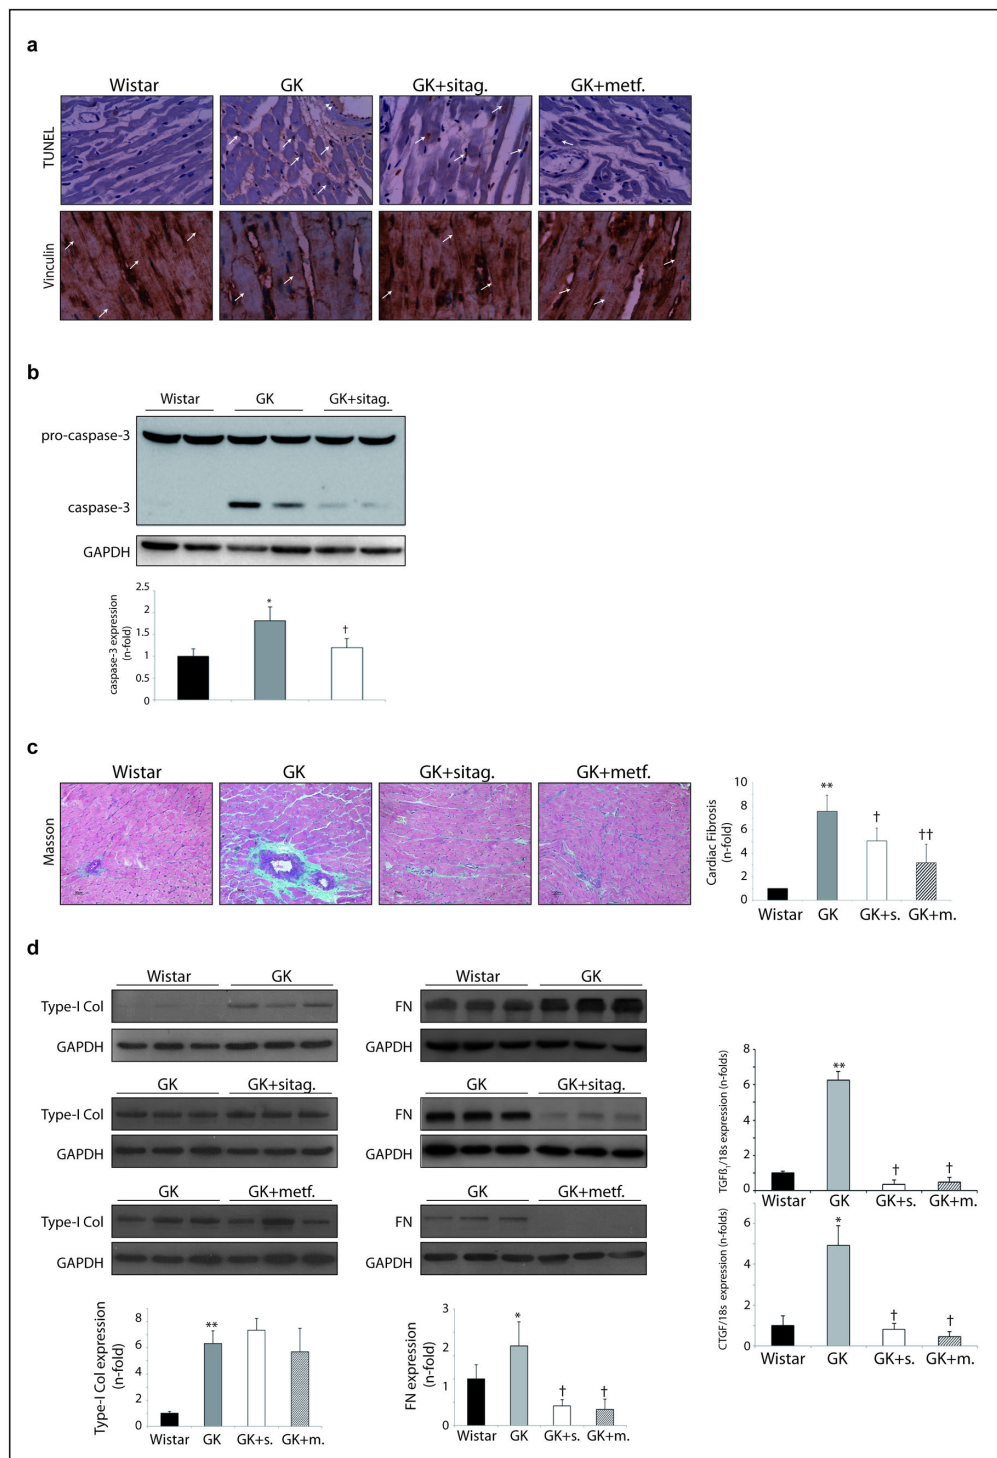 a
Wistar GK GK+sitag. GK+metf.
TUNEL
Vinculin
b
Wistar GK GK+sitag.
pro-caspase-3
caspase-3
GAPDH
caspase-3 expression
(n-fold)
2.5
2
1.5
1
0.5
0
*
†
c
Wistar GK GK+sitag. GK+metf.
Masson
Cardiac Fibrosis
(n-fold)
10
8
6
4
2
0
**
†
††
Wistar GK GK+s. GK+m.
d
Wistar GK
Type-I Col
GAPDH
GK GK+sitag.
Type-I Col
GAPDH
GK GK+metf.
Type-I Col
GAPDH
Type-I Col expression
(n-fold)
8
6
4
2
0
**
Wistar GK GK+s. GK+m.
Wistar GK
FN
GAPDH
GK GK+sitag.
FN
GAPDH
GK GK+metf.
FN
GAPDH
FN expression
(n-fold)
3
2
1
0
*
†
†
Wistar GK GK+s. GK+m.
TGFß₁/18s expression (n-folds)
8
6
4
2
0
**
†
†
Wistar GK GK+s. GK+m.
CTGF/18s expression (n-folds)
6
4
2
0
*
†
†
Wistar GK GK+s. GK+m.